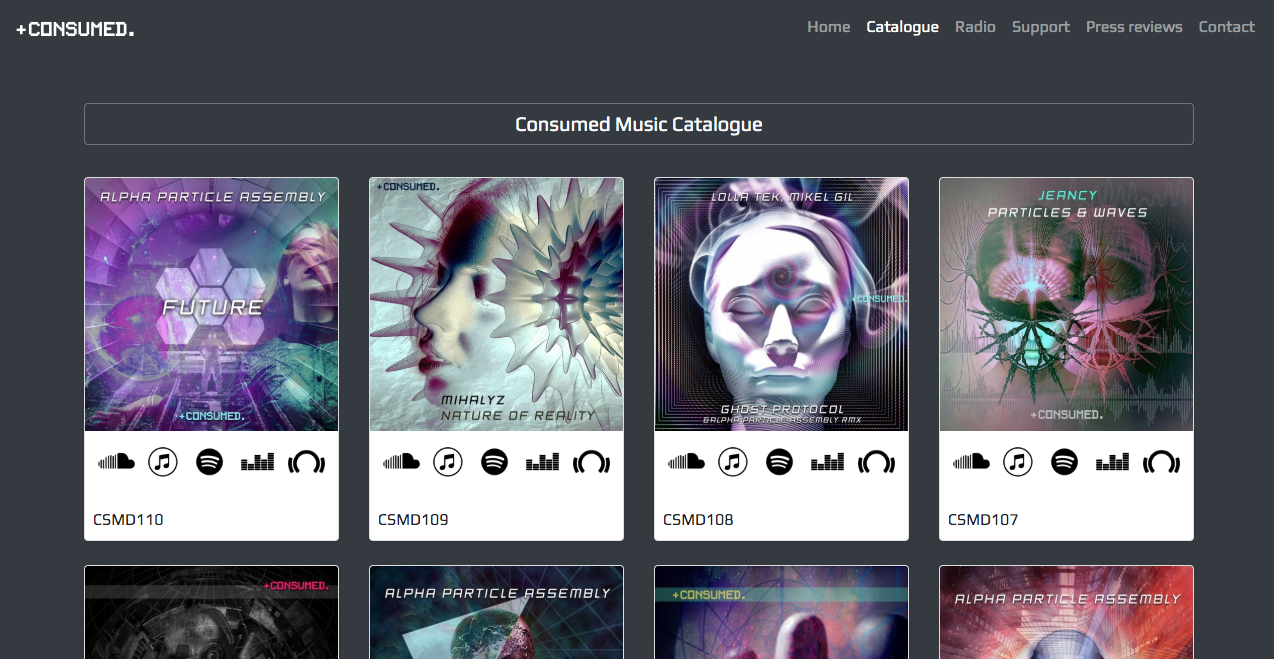 +CONSUMED.
Home Catalogue Radio Support Press reviews Contact
Consumed Music Catalogue
ALPHA PARTICLE ASSEMBLY
FUTURE
+CONSUMED.
CSMD110
+CONSUMED.
MIHALYZ
NATURE OF REALITY
CSMD109
LOLLA TEK, MIKEL GIL
+CONSUMED.
GHOST PROTOCOL
& ALPHA PARTICLE ASSEMBLY RMX
CSMD108
JEANCY
PARTICLES & WAVES
+CONSUMED.
CSMD107
+CONSUMED.
ALPHA PARTICLE ASSEMBLY
+CONSUMED.
ALPHA PARTICLE ASSEMBLY